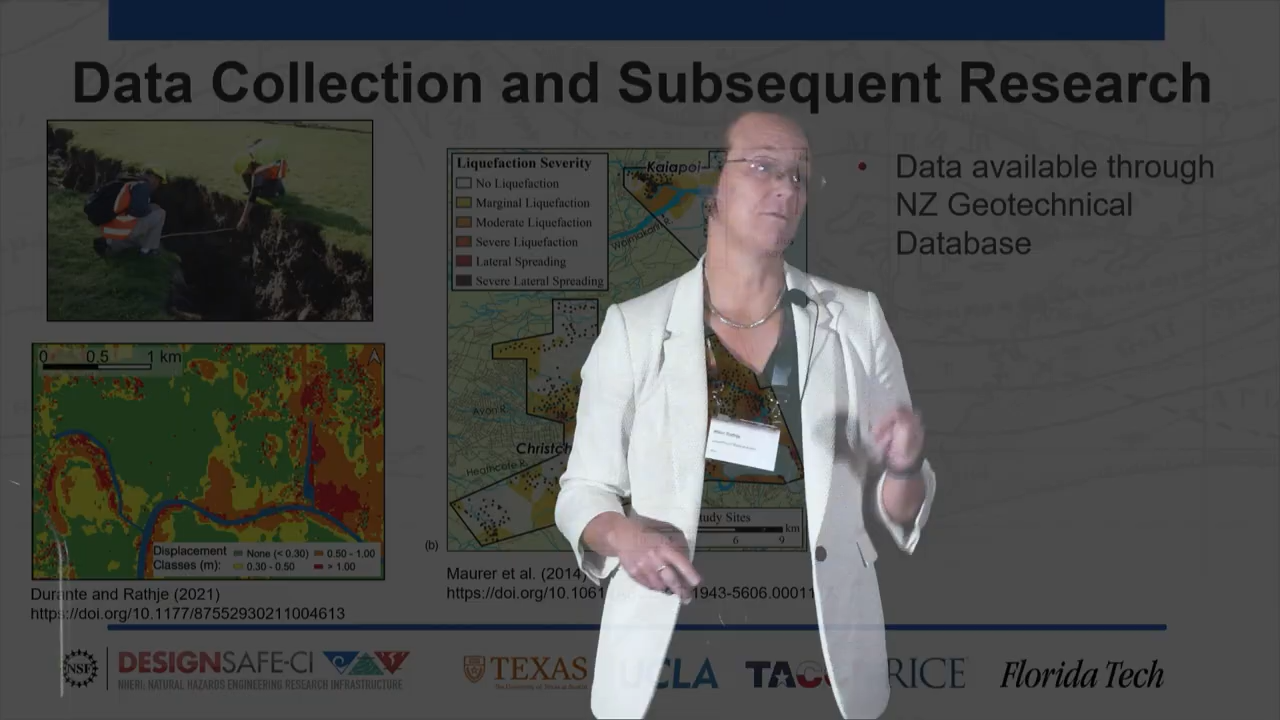 Data Collection and Subsequent Research
Liquefaction Severity
No Liquefaction
Marginal Liquefaction
Moderate Liquefaction
Severe Liquefaction
Lateral Spreading
Severe Lateral Spreading
Kaiapoi
Waimakariri R.
Avon R.
Christch
Heathcote R.
tudy Sites
km
6 9
(b)
Maurer et al. (2014)
https://doi.org/10.1061 1943-5606.0001
• Data available through
NZ Geotechnical
Database
0 0.5 1 km
Displacement
Classes (m):
None (< 0.30)
0.50 - 1.00
0.30 - 0.50
> 1.00
Durante and Rathje (2021)
https://doi.org/10.1177/87552930211004613
NSF
DESIGNSAFE-CI
NHERI: NATURAL HAZARDS ENGINEERING RESEARCH INFRASTRUCTURE
TEXAS
The University of Texas at Austin
UCLA
TACC
RICE
Florida Tech